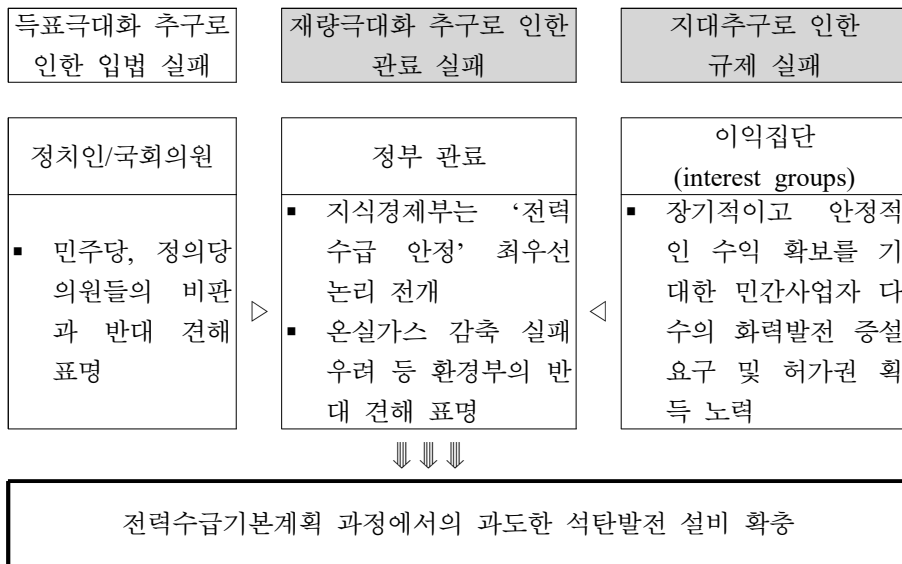 득표극대화 추구로
인한 입법 실패
재량극대화 추구로 인한
관료 실패
지대추구로 인한
규제 실패
정치인/국회의원
▪ 민주당, 정의당
의원들의 비판
과 반대 견해
표명
▷
정부 관료
▪ 지식경제부는 ‘전력
수급 안정’ 최우선
논리 전개
▪ 온실가스 감축 실패
우려 등 환경부의 반
대 견해 표명
◁
이익집단
(interest groups)
▪ 장기적이고 안정적
인 수익 확보를 기
대한 민간사업자 다
수의 화력발전 증설
요구 및 허가권 획
득 노력
⤋⤋⤋
전력수급기본계획 과정에서의 과도한 석탄발전 설비 확충